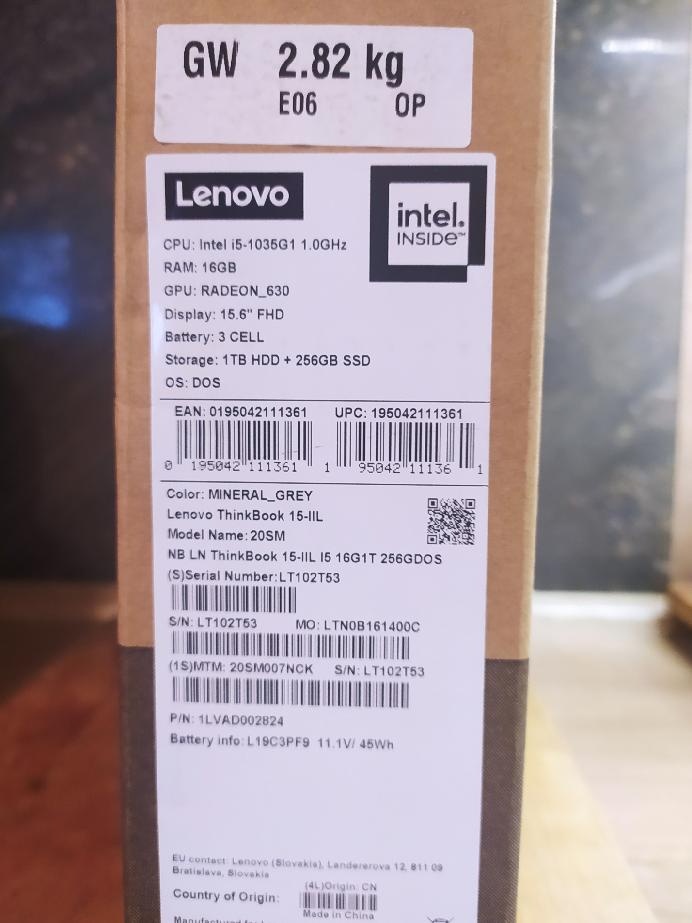 GW 2.82 kg
E06 OP
Lenovo
intel.
INSIDE™
CPU: Intel i5-1035G1 1.0GHz
RAM: 16GB
GPU: RADEON_630
Display: 15.6" FHD
Battery: 3 CELL
Storage: 1TB HDD + 256GB SSD
OS: DOS
EAN: 0195042111361 UPC: 195042111361
0 195042 111361 1 95042 11136 1
Color: MINERAL_GREY
Lenovo ThinkBook 15-IIL
Model Name: 20SM
NB LN ThinkBook 15-IIL I5 16G1T 256GDOS
(S)Serial Number:LT102T53
S/N: LT102T53 MO: LTN0B161400C
(1S)MTM: 20SM007NCK S/N: LT102T53
P/N: 1LVAD002824
Battery info: L19C3PF9 11.1V/ 45Wh
EU contact: Lenovo (Slovakia), Landererova 12, 811 09
Bratislava, Slovakia
(4L)Origin: CN
Country of Origin:
Made in China